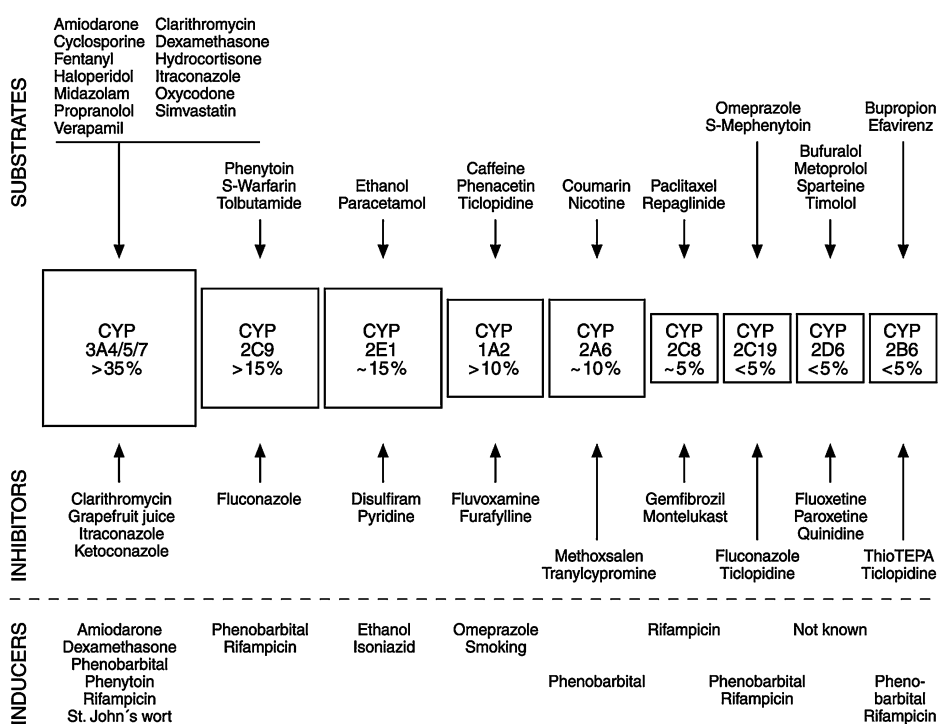 SUBSTRATES
Amiodarone
Cyclosporine
Fentanyl
Haloperidol
Midazolam
Propranolol
Verapamil
Clarithromycin
Dexamethasone
Hydrocortisone
Itraconazole
Oxycodone
Simvastatin
Phenytoin
S-Warfarin
Tolbutamide
Ethanol
Paracetamol
Caffeine
Phenacetin
Ticlopidine
Coumarin
Nicotine
Paclitaxel
Repaglinide
Omeprazole
S-Mephenytoin
Bufuralol
Metoprolol
Sparteine
Timolol
Bupropion
Efavirenz
CYP
3A4/5/7
>35%
CYP
2C9
>15%
CYP
2E1
~15%
CYP
1A2
>10%
CYP
2A6
~10%
CYP
2C8
~5%
CYP
2C19
<5%
CYP
2D6
<5%
CYP
2B6
<5%
INHIBITORS
Clarithromycin
Grapefruit juice
Itraconazole
Ketoconazole
Fluconazole
Disulfiram
Pyridine
Fluvoxamine
Furafylline
Methoxsalen
Tranylcypromine
Gemfibrozil
Montelukast
Fluconazole
Ticlopidine
Fluoxetine
Paroxetine
Quinidine
ThioTEPA
Ticlopidine
INDUCERS
Amiodarone
Dexamethasone
Phenobarbital
Phenytoin
Rifampicin
St. John´s wort
Phenobarbital
Rifampicin
Ethanol
Isoniazid
Omeprazole
Smoking
Phenobarbital
Rifampicin
Phenobarbital
Rifampicin
Not known
Pheno-
barbital
Rifampicin